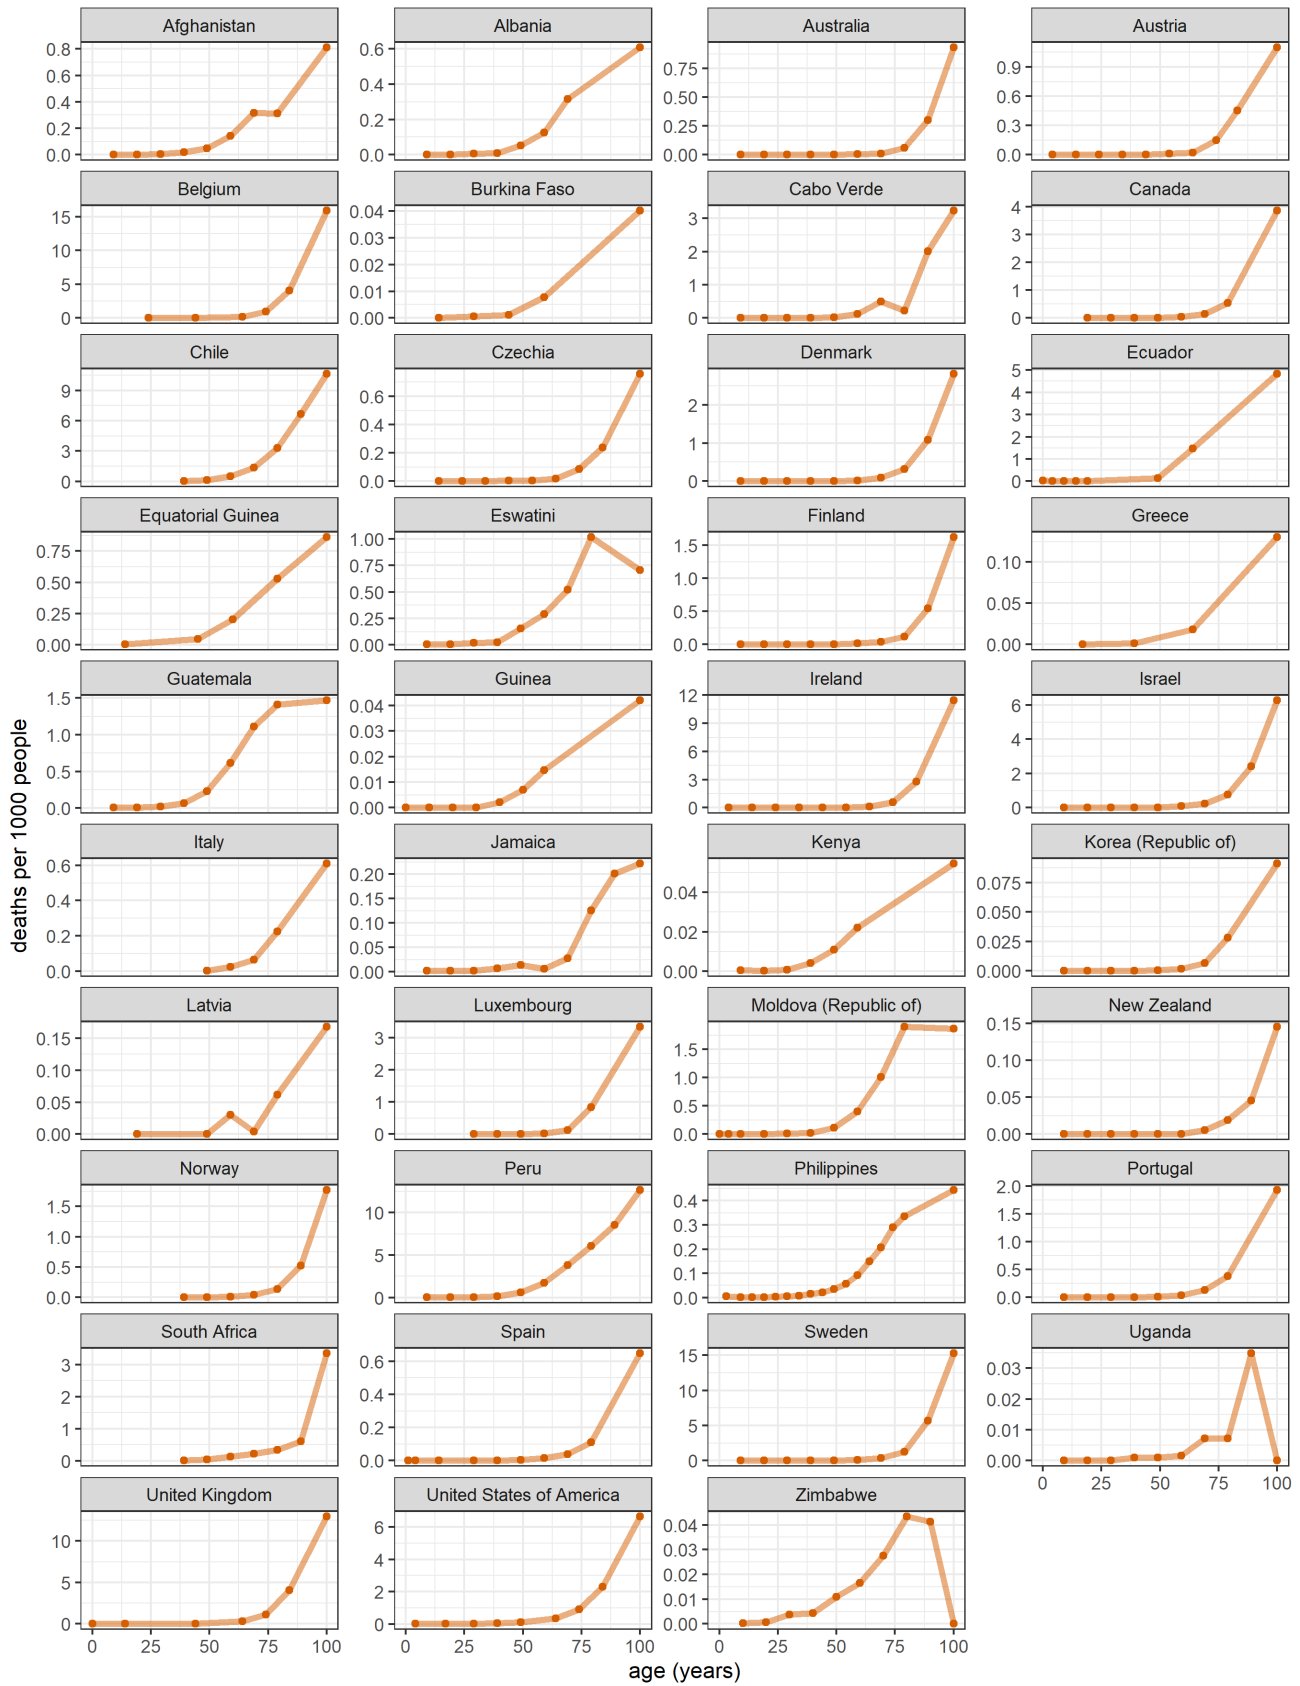 Afghanistan Albania Australia Austria
0.8 0.6 0.4 0.2 0.0
0.6 0.4 0.2 0.0
0.75 0.50 0.25 0.00
0.9 0.6 0.3 0.0
Belgium Burkina Faso Cabo Verde Canada
15 10 5 0
0.04 0.03 0.02 0.01 0.00
3 2 1 0
4 3 2 1 0
Chile Czechia Denmark Ecuador
9 6 3 0
0.6 0.4 0.2 0.0
2 1 0
5 4 3 2 1 0
Equatorial Guinea Eswatini Finland Greece
0.75 0.50 0.25 0.00
1.00 0.75 0.50 0.25 0.00
1.5 1.0 0.5 0.0
0.10 0.05 0.00
Guatemala Guinea Ireland Israel
1.5 1.0 0.5 0.0
0.04 0.03 0.02 0.01 0.00
12 9 6 3 0
6 4 2 0
deaths per 1000 people
Italy Jamaica Kenya Korea (Republic of)
0.6 0.4 0.2 0.0
0.20 0.15 0.10 0.05 0.00
0.04 0.02 0.00
0.075 0.050 0.025 0.000
Latvia Luxembourg Moldova (Republic of) New Zealand
0.15 0.10 0.05 0.00
3 2 1 0
1.5 1.0 0.5 0.0
0.15 0.10 0.05 0.00
Norway Peru Philippines Portugal
1.5 1.0 0.5 0.0
10 5 0
0.4 0.3 0.2 0.1 0.0
2.0 1.5 1.0 0.5 0.0
South Africa Spain Sweden Uganda
3 2 1 0
0.6 0.4 0.2 0.0
15 10 5 0
0.03 0.02 0.01 0.00
0 25 50 75 100
United Kingdom United States of America Zimbabwe
10 5 0
6 4 2 0
0.04 0.03 0.02 0.01 0.00
0 25 50 75 100 0 25 50 75 100 0 25 50 75 100
age (years)